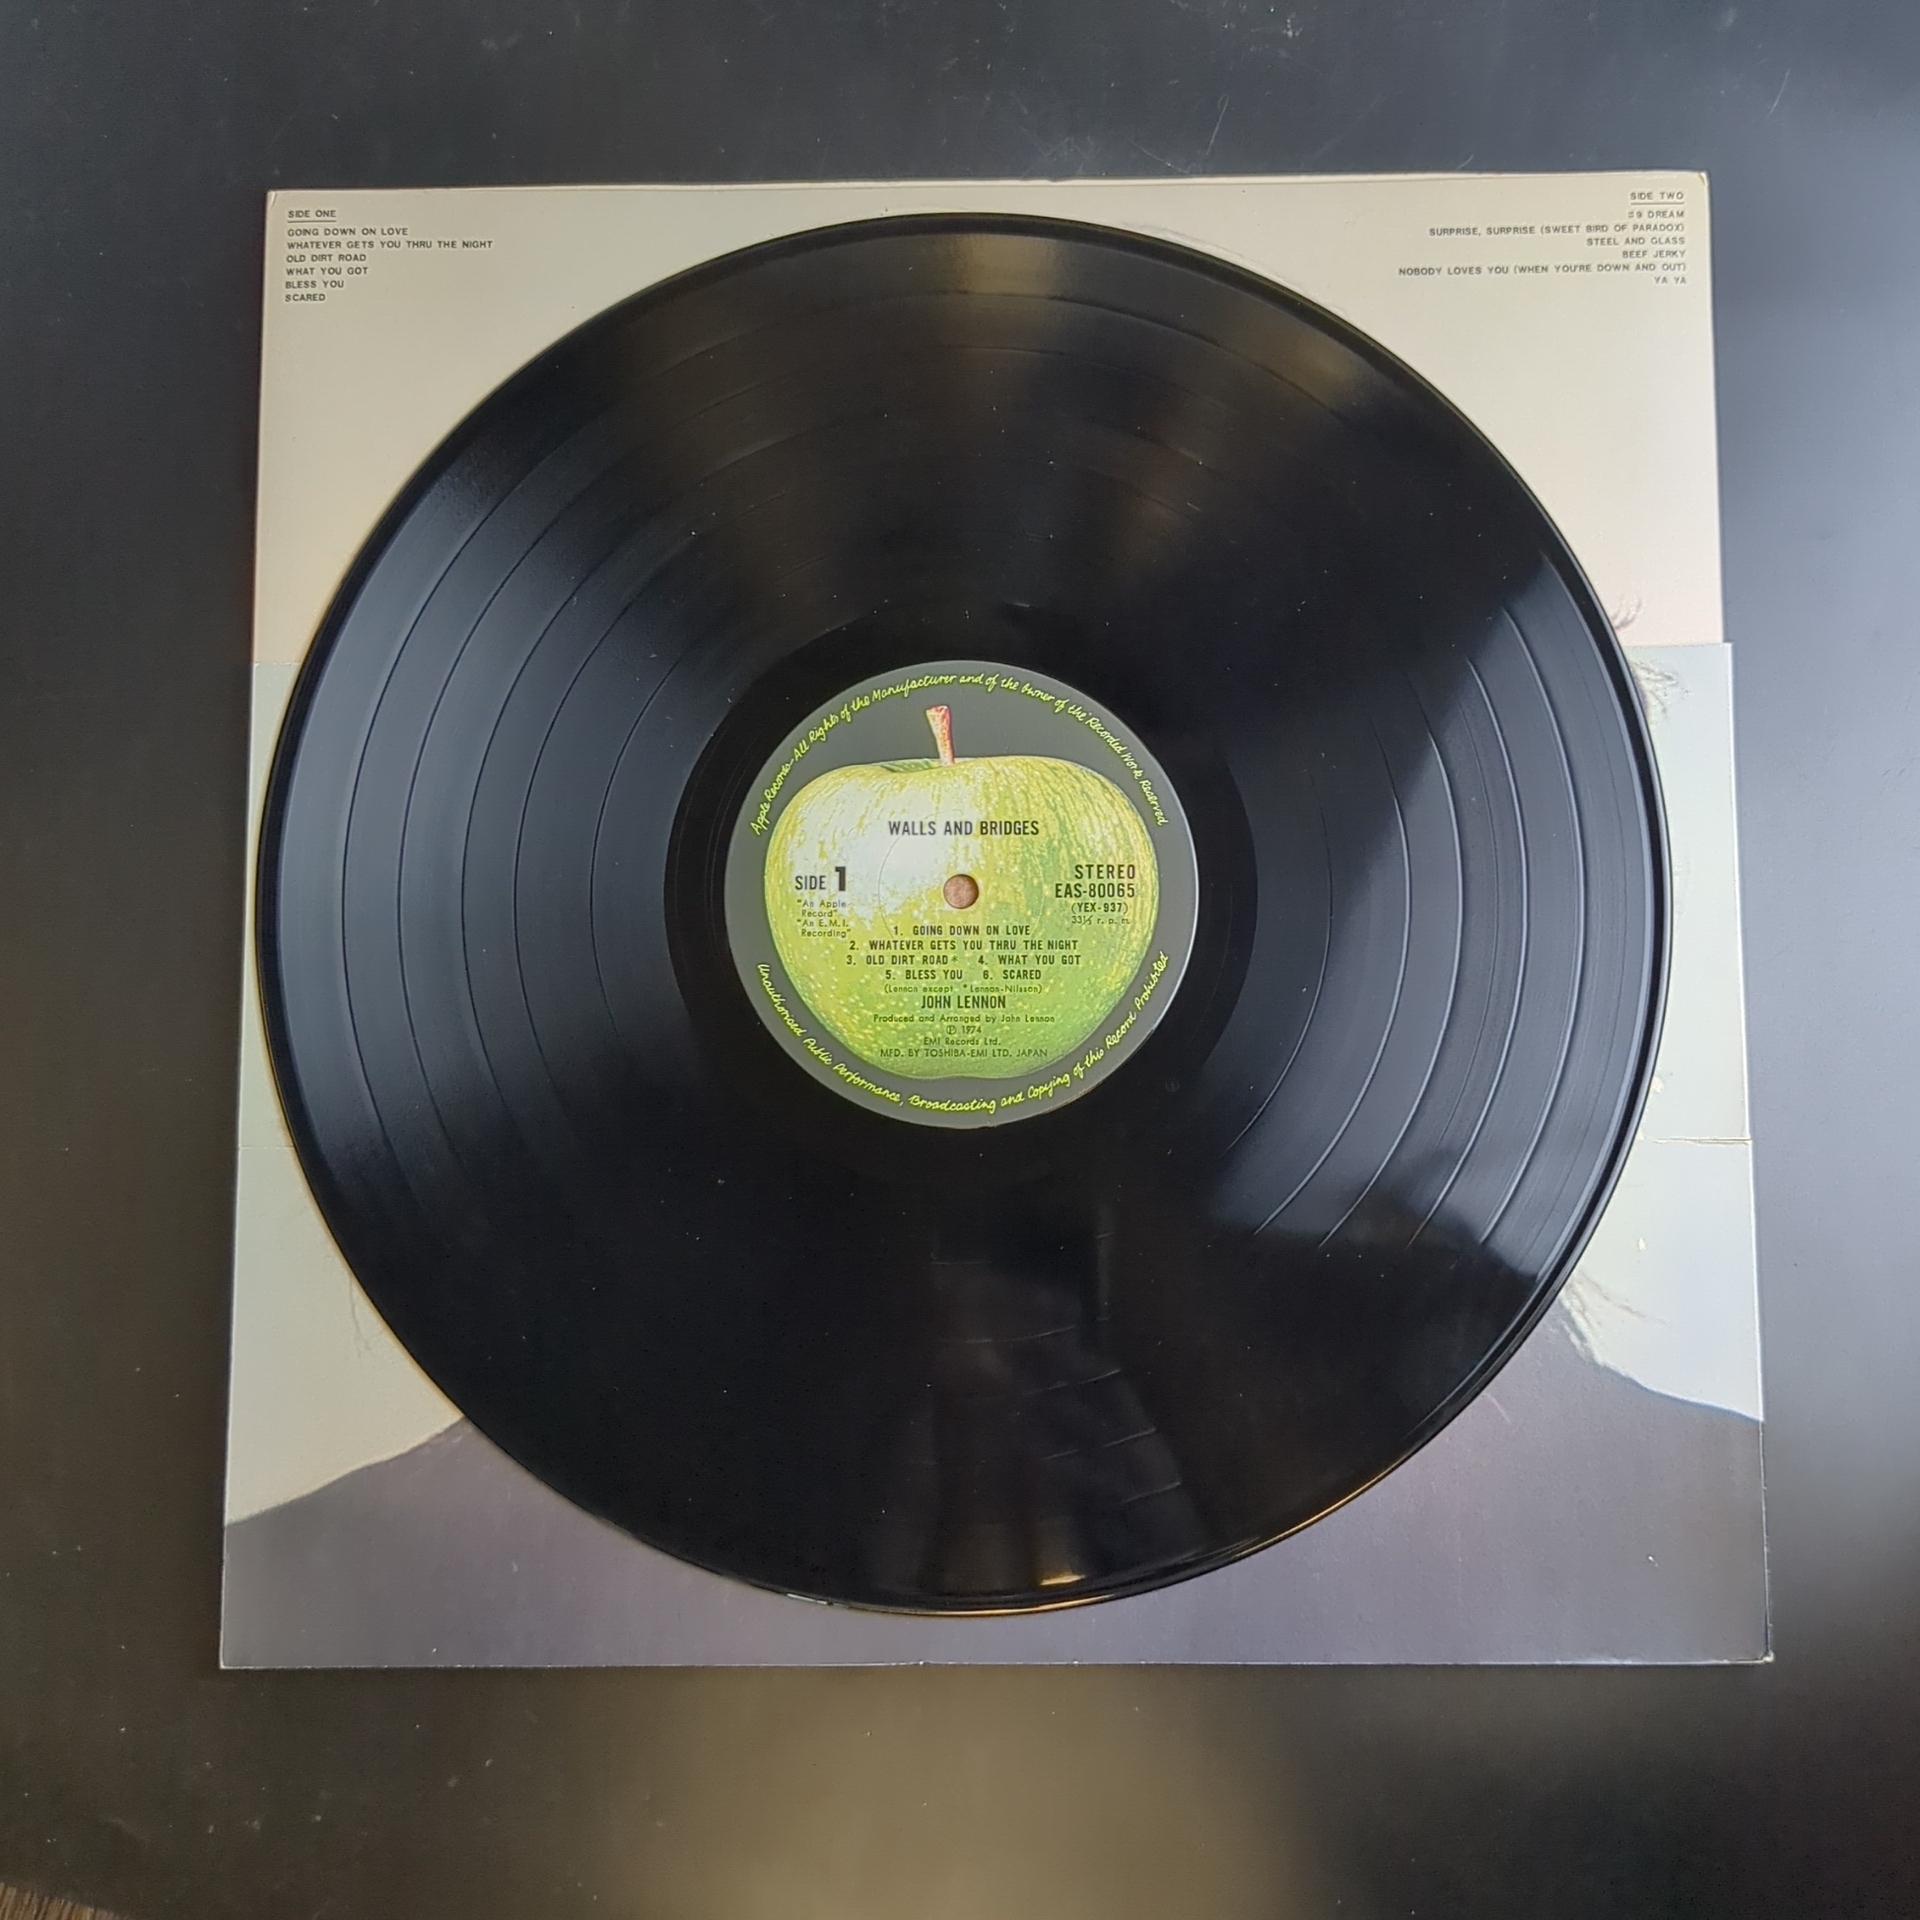 SIDE ONE
GOING DOWN ON LOVE
WHATEVER GETS YOU THRU THE NIGHT
OLD DIRT ROAD
WHAT YOU GOT
BLESS YOU
SCARED
SIDE TWO
#9 DREAM
SURPRISE, SURPRISE (SWEET BIRD OF PARADOX)
STEEL AND GLASS
BEEF JERKY
NOBODY LOVES YOU (WHEN YOU'RE DOWN AND OUT)
YA YA
Apple Records-All Rights of the Manufacturer and of the Owner of the Recorded Work Reserved
WALLS AND BRIDGES
SIDE 1
"An Apple
Record"
"An E.M.I.
Recording"
STEREO
EAS-80065
(YEX-937)
33⅓ r. p. m.
1. GOING DOWN ON LOVE
2. WHATEVER GETS YOU THRU THE NIGHT
3. OLD DIRT ROAD* 4. WHAT YOU GOT
5. BLESS YOU 6. SCARED
(Lennon except *Lennon-Nilsson)
JOHN LENNON
Produced and Arranged by John Lennon
℗ 1974
EMI Records Ltd.
MFD. BY TOSHIBA-EMI LTD. JAPAN
Unauthorised Public Performance, Broadcasting and Copying of this Record Prohibited